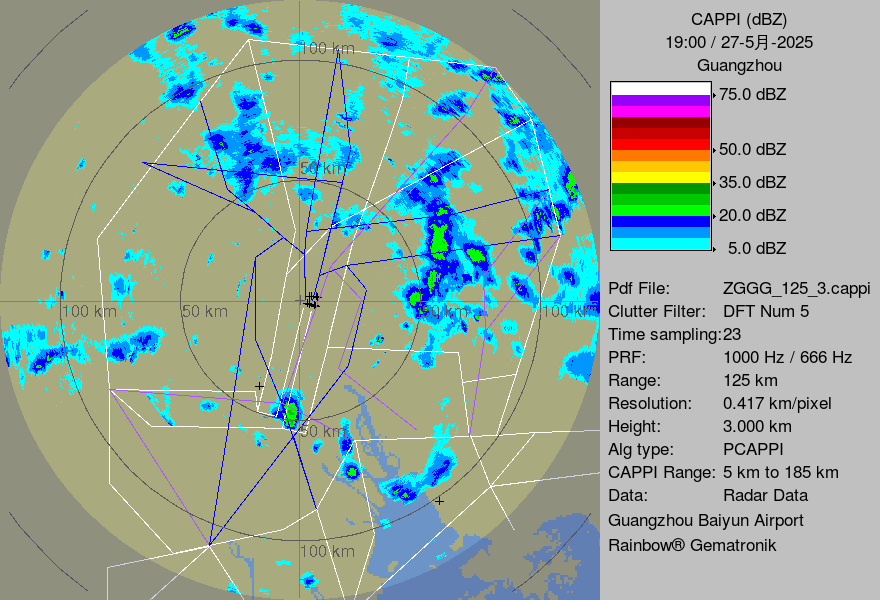 CAPPI (dBZ)
19:00 / 27-5月-2025
Guangzhou
75.0 dBZ
50.0 dBZ
35.0 dBZ
20.0 dBZ
5.0 dBZ
Pdf File: ZGGG_125_3.cappi
Clutter Filter: DFT Num 5
Time sampling:23
PRF: 1000 Hz / 666 Hz
Range: 125 km
Resolution: 0.417 km/pixel
Height: 3.000 km
Alg type: PCAPPI
CAPPI Range: 5 km to 185 km
Data: Radar Data
Guangzhou Baiyun Airport
Rainbow® Gematronik
100 km
50 km
100 km
50 km
50 km
100 km
50 km
100 km